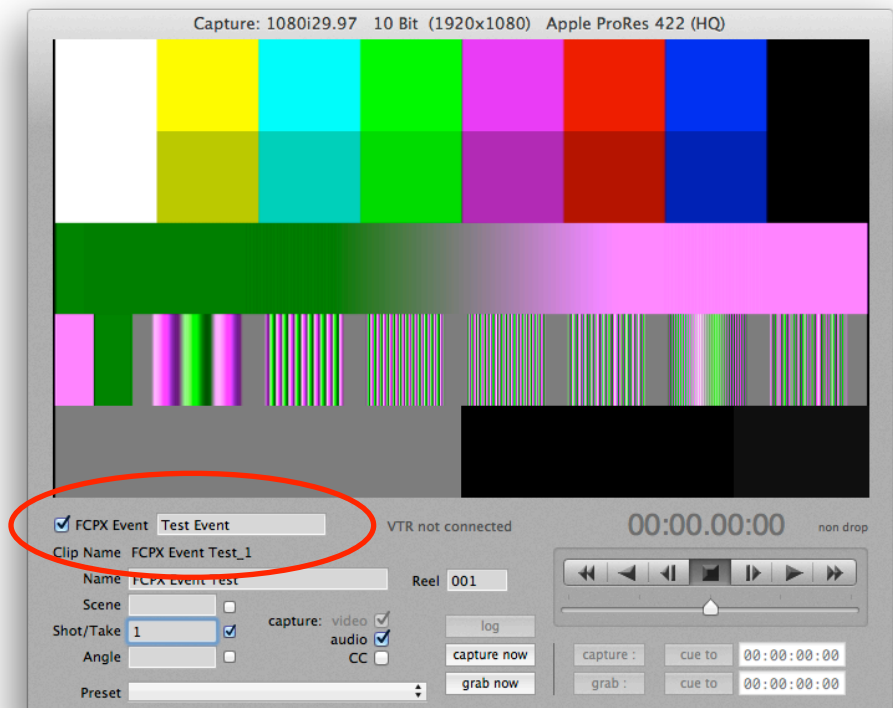 Capture: 1080i29.97 10 Bit (1920x1080) Apple ProRes 422 (HQ)
FCPX Event Test Event
VTR not connected
00:00.00:00 non drop
Clip Name FCPX Event Test_1
Name FCPX Event Test
Reel 001
Scene
Shot/Take 1
capture: video
audio
CC
Angle
Preset
log
capture now
grab now
capture : cue to 00:00:00:00
grab : cue to 00:00:00:00